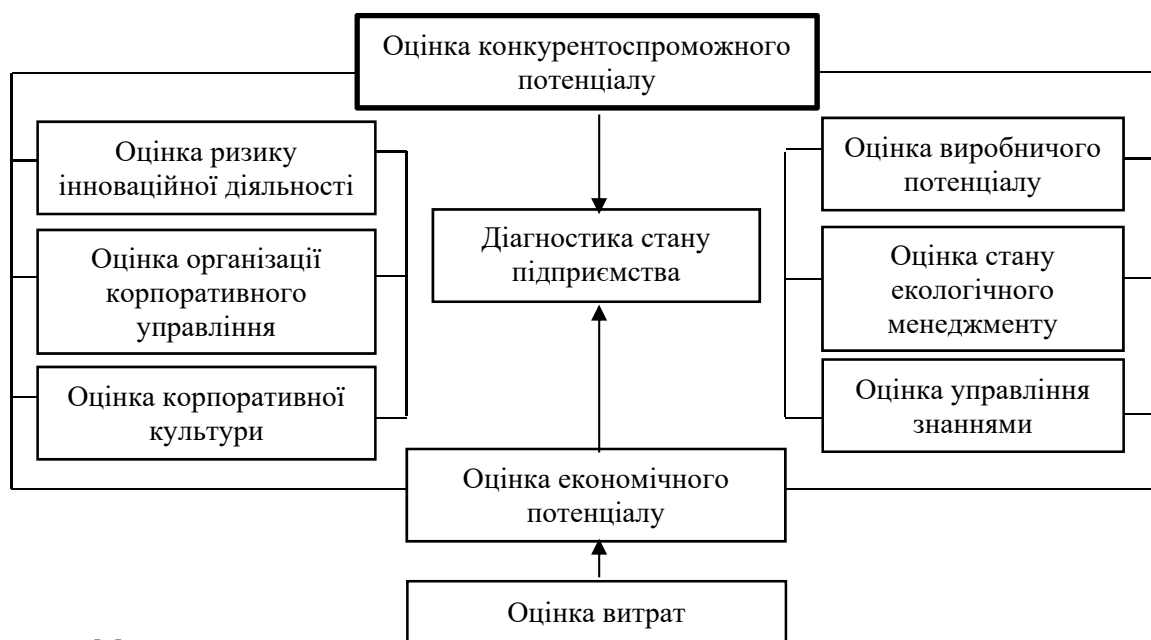 Оцінка конкурентоспроможного
потенціалу
Оцінка ризику
інноваційної діяльності
Оцінка організації
корпоративного
управління
Оцінка корпоративної
культури
Діагностика стану
підприємства
Оцінка виробничого
потенціалу
Оцінка стану
екологічного
менеджменту
Оцінка управління
знаннями
Оцінка економічного
потенціалу
Оцінка витрат